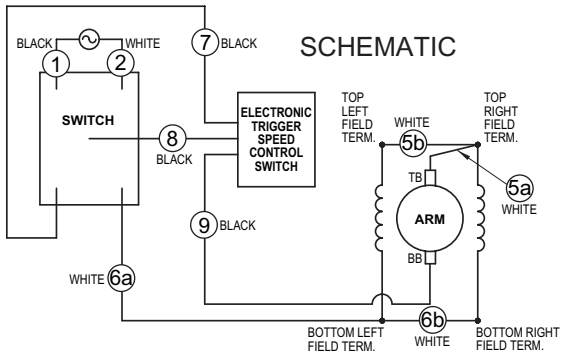 SCHEMATIC
BLACK
WHITE
1
2
7
BLACK
SWITCH
8
BLACK
ELECTRONIC
TRIGGER
SPEED
CONTROL
SWITCH
9
BLACK
WHITE
6a
TOP
LEFT
FIELD
TERM.
WHITE
5b
TOP
RIGHT
FIELD
TERM.
TB
5a
WHITE
ARM
BB
BOTTOM LEFT
FIELD TERM.
6b
WHITE
BOTTOM RIGHT
FIELD TERM.